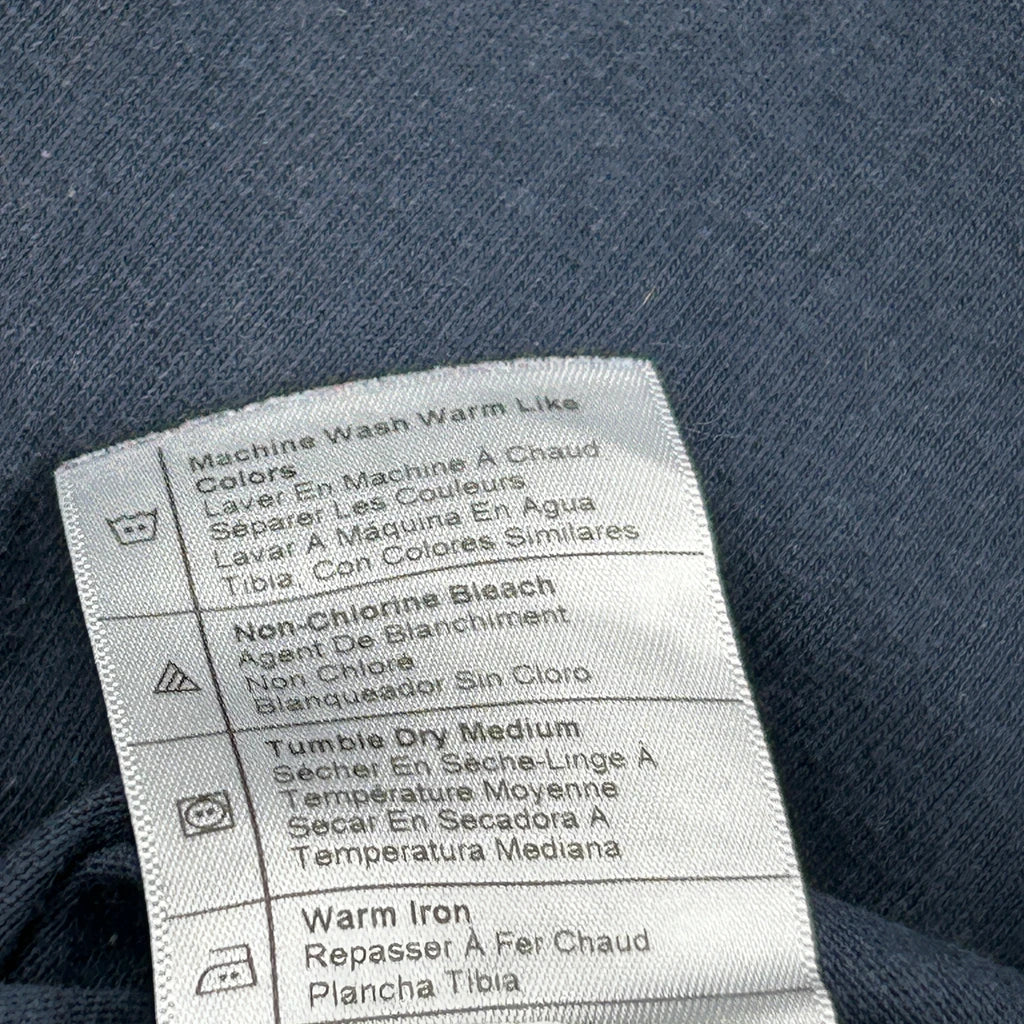 Machine Wash Warm Like
Colors
Laver En Machine À Chaud
Séparer Les Couleurs
Lavar A Máquina En Agua
Tibia. Con Colores Similares
Non-Chlorine Bleach
Agent De Blanchiment
Non Chloré
Blanqueador Sin Cloro
Tumble Dry Medium
Sécher En Sèche-Linge À
Température Moyenne
Secar En Secadora A
Temperatura Mediana
Warm Iron
Repasser À Fer Chaud
Plancha Tibia